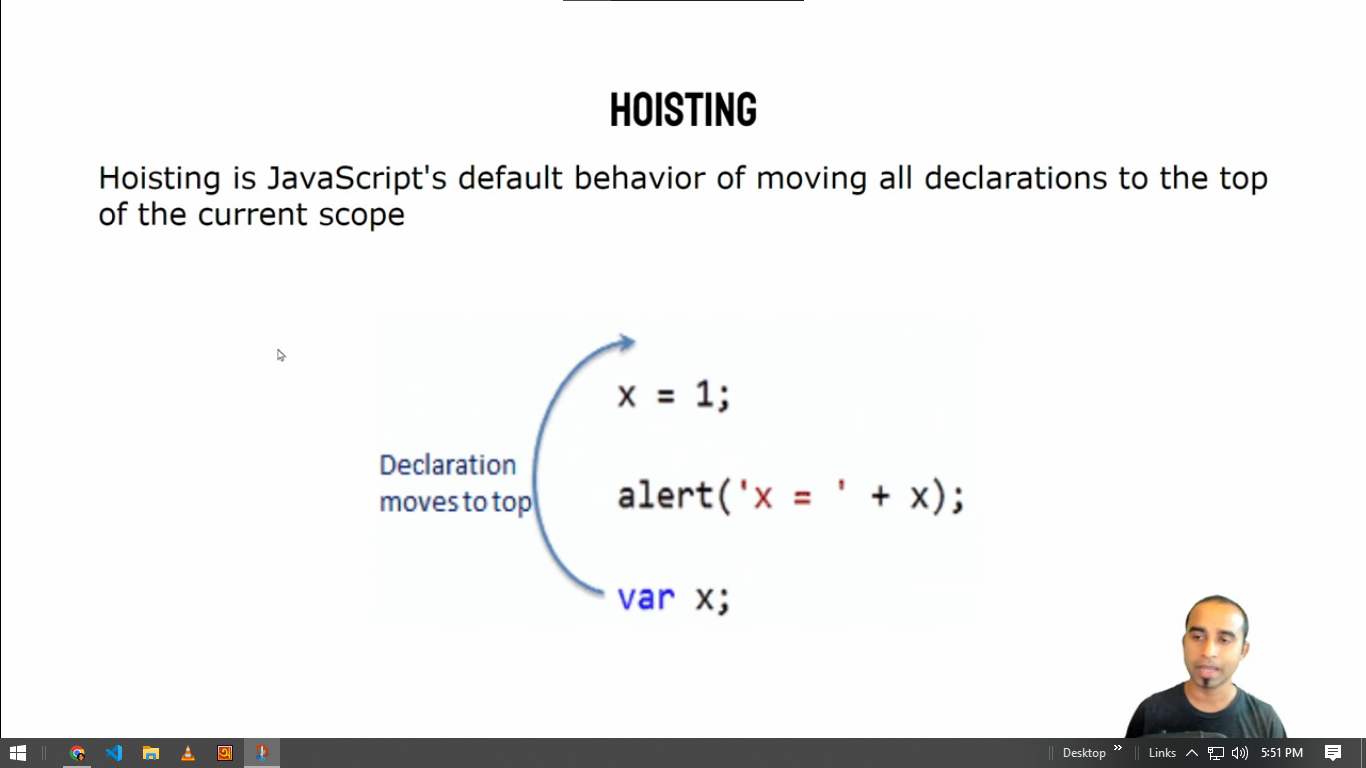 HOISTING
Hoisting is JavaScript's default behavior of moving all declarations to the top
of the current scope
x = 1;
Declaration
moves to top
alert('x = ' + x);
var x;
Desktop
Links
5:51 PM